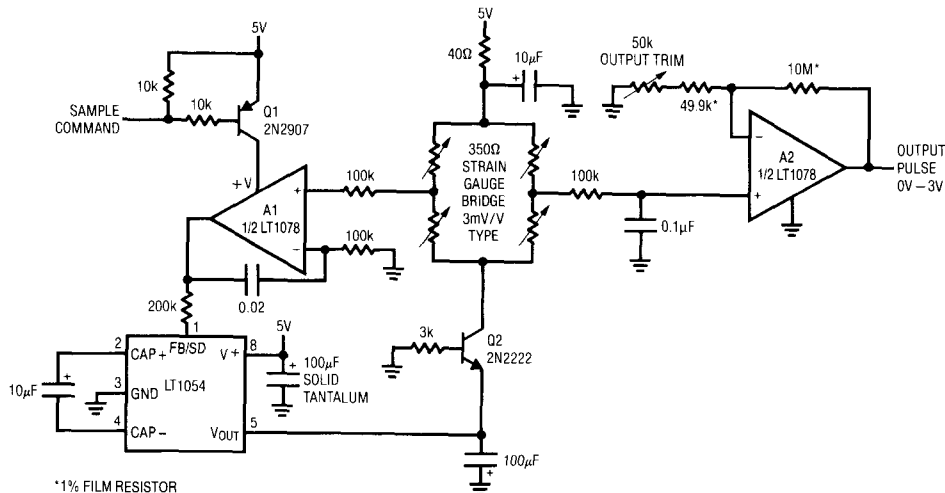 5V
10k
10k
SAMPLE
COMMAND
Q1
2N2907
+V
A1
1/2 LT1078
+
−
100k
100k
0.02
200k
1
FB/SD
2
CAP+
V+
8
5V
+
100µF
SOLID
TANTALUM
+
10µF
3
GND
LT1054
4
CAP−
VOUT
5
3k
Q2
2N2222
100µF
+
5V
40Ω
10µF
+
350Ω
STRAIN
GAUGE
BRIDGE
3mV/V
TYPE
100k
0.1µF
50k
OUTPUT TRIM
49.9k*
10M*
−
A2
1/2 LT1078
+
OUTPUT
PULSE
0V–3V
*1% FILM RESISTOR